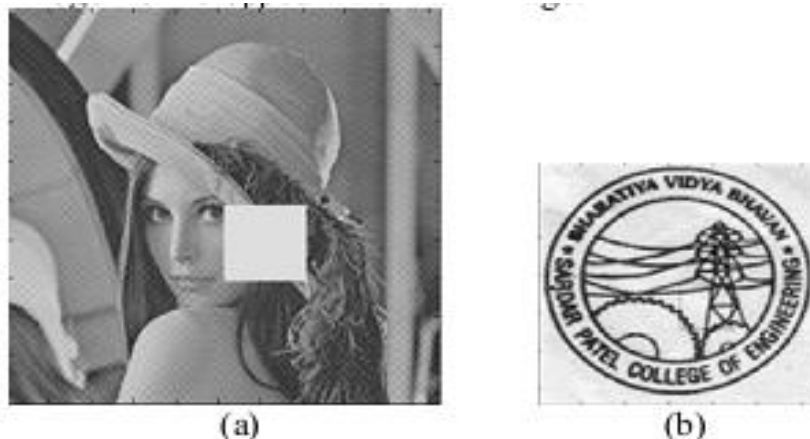 BHARATIYA VIDYA BHAVAN
SARDAR PATEL COLLEGE OF ENGINEERING
(a)
(b)